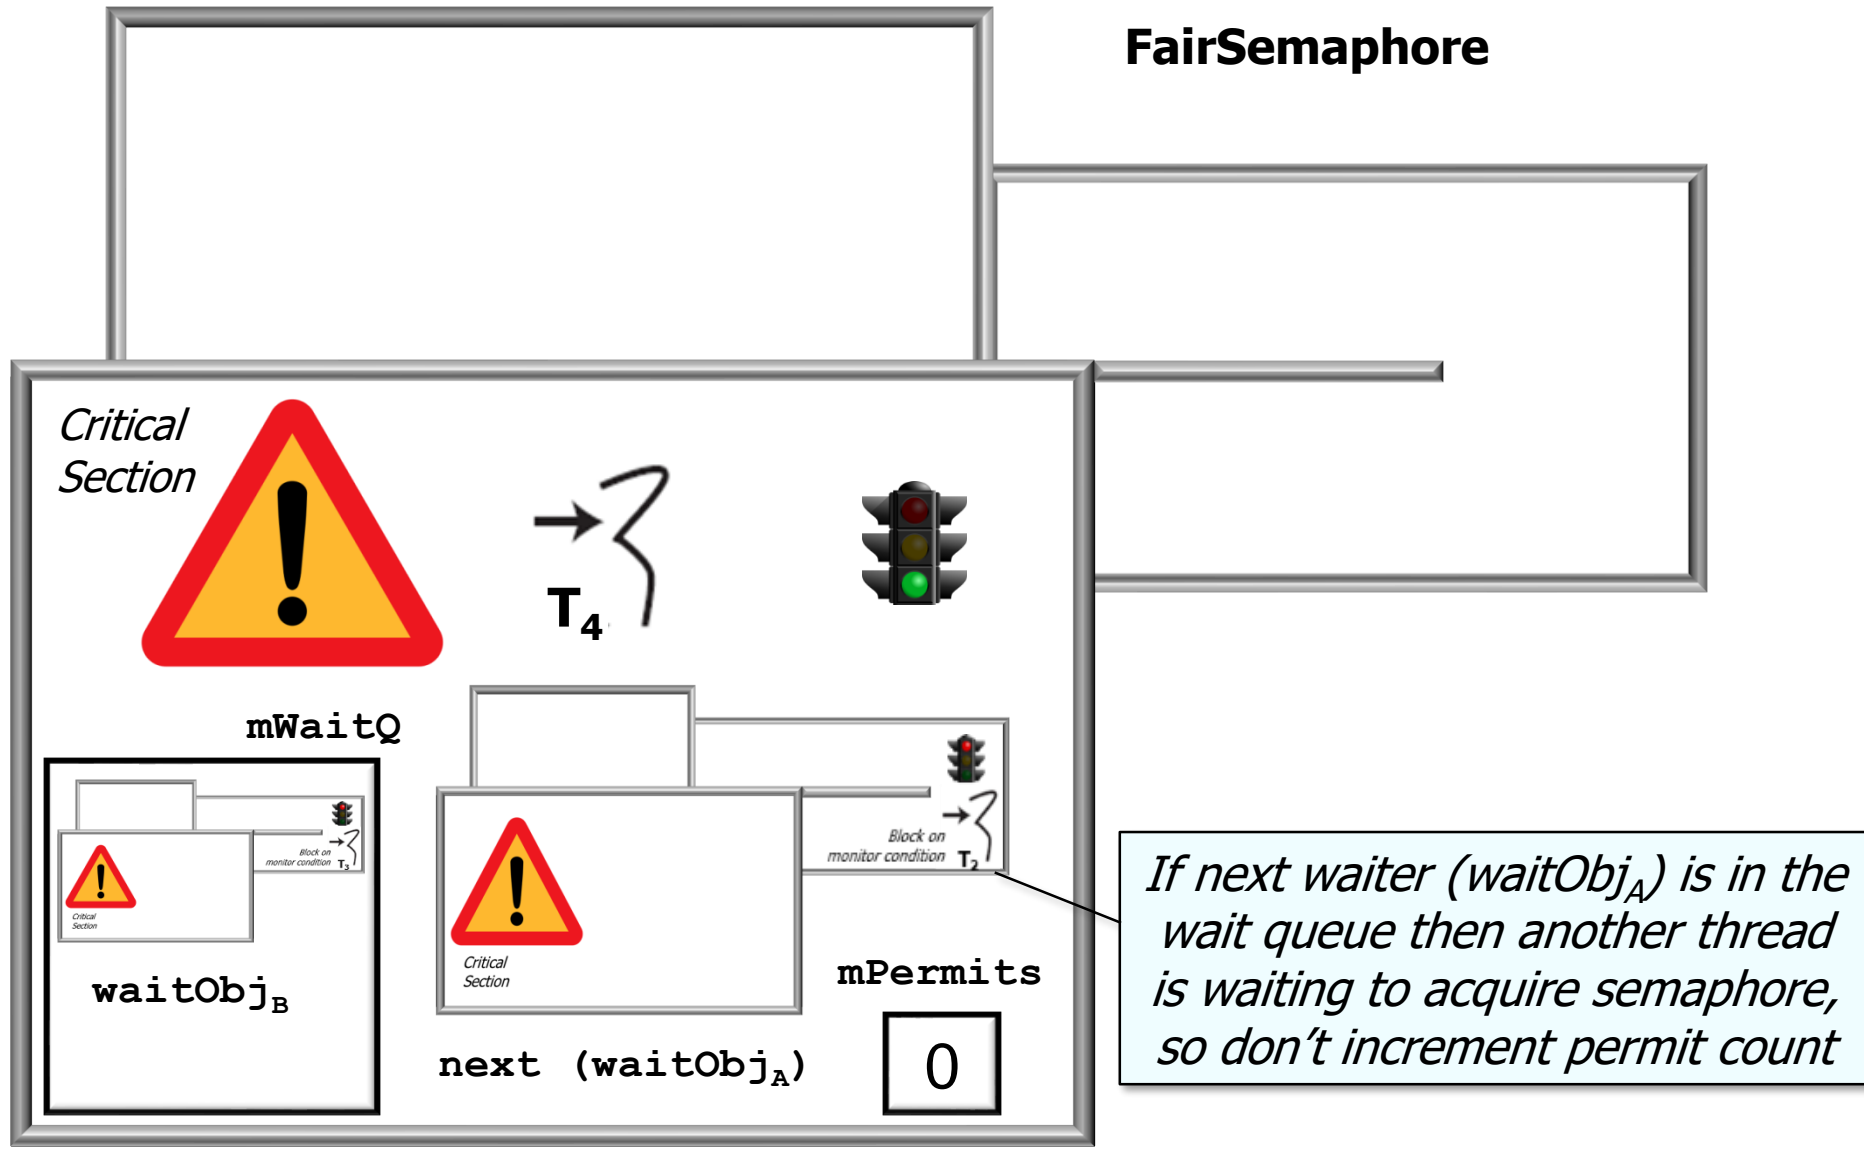 FairSemaphore
Critical
Section
T4
mWaitQ
Block on
monitor condition T3
Critical
Section
waitObjB
Block on
monitor condition T2
Critical
Section
next (waitObjA)
mPermits
0
If next waiter (waitObjA) is in the
wait queue then another thread
is waiting to acquire semaphore,
so don’t increment permit count